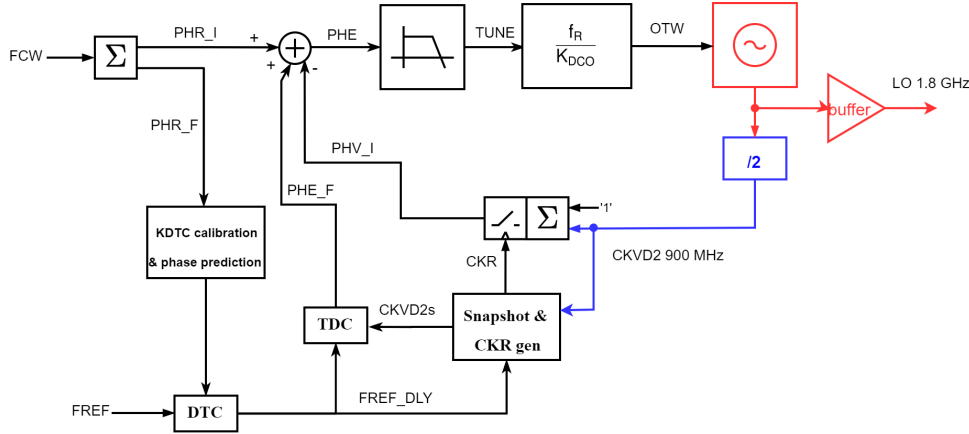 FCW
Σ
PHR_I
+
+
-
PHE
TUNE
f_R
K_DCO
OTW
LO 1.8 GHz
buffer
PHR_F
/2
PHV_I
PHE_F
'1'
Σ
CKVD2 900 MHz
KDTC calibration
& phase prediction
CKR
CKVD2s
Snapshot &
CKR gen
TDC
FREF
DTC
FREF_DLY